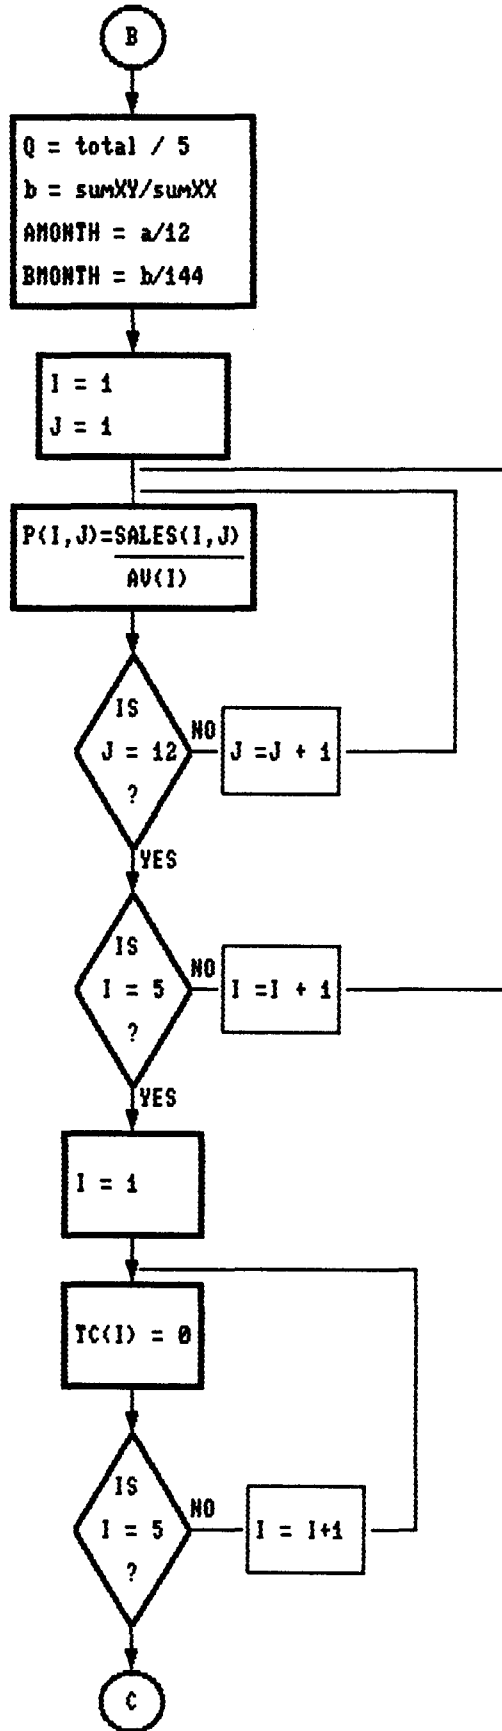 B
Q = total / 5
b = sumXY/sumXX
AMONTH = a/12
BMONTH = b/144
I = 1
J = 1
P(I,J)=SALES(I,J)
AV(I)
IS
J = 12
?
NO
J =J + 1
YES
IS
I = 5
?
NO
I =I + 1
YES
I = 1
TC(I) = 0
IS
I = 5
?
NO
I = I+1
C